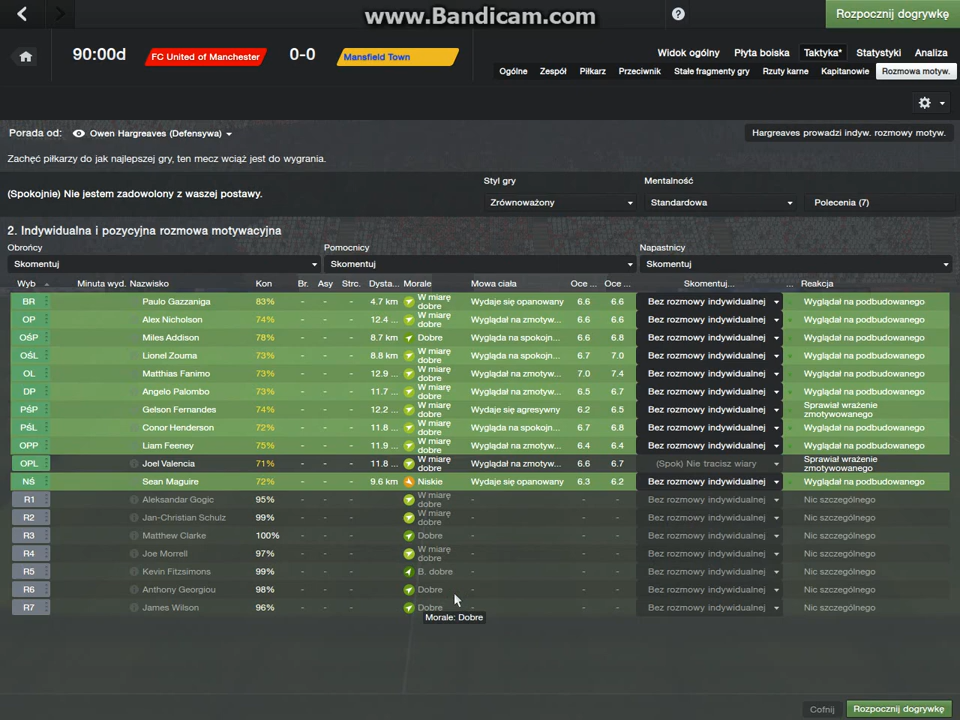 www.Bandicam.com
Rozpocznij dogrywkę
90:00d FC United of Manchester 0-0 Mansfield Town
Widok ogólny Płyta boiska Taktyka* Statystyki Analiza
Ogólne Zespół Piłkarz Przeciwnik Stałe fragmenty gry Rzuty karne Kapitanowie Rozmowa motyw.
Porada od: Owen Hargreaves (Defensywa) Hargreaves prowadzi indyw. rozmowy motyw.
Zachęć piłkarzy do jak najlepszej gry, ten mecz wciąż jest do wygrania.
Styl gry Mentalność
(Spokojnie) Nie jestem zadowolony z waszej postawy.
Zrównoważony Standardowa Polecenia (7)
2. Indywidualna i pozycyjna rozmowa motywacyjna
Obrońcy Pomocnicy Napastnicy
Skomentuj Skomentuj Skomentuj
Wyb Minuta wyd. Nazwisko Kon Br. Asy Strc. Dysta... Morale Mowa ciała Oce ... Oce ... Skomentuj... ... Reakcja
BR Paulo Gazzaniga 83% - - - 4.7 km W miarę dobre Wydaje się opanowany 6.6 6.6 Bez rozmowy indywidualnej Wyglądał na podbudowanego
OP Alex Nicholson 74% - - - 12.4 ... W miarę dobre Wyglądał na zmotyw... 6.6 6.6 Bez rozmowy indywidualnej Wyglądał na podbudowanego
OŚP Miles Addison 78% - - - 8.7 km Dobre Wygląda na spokojn... 6.6 6.8 Bez rozmowy indywidualnej Wyglądał na podbudowanego
OŚL Lionel Zouma 73% - - - 8.8 km W miarę dobre Wygląda na spokojn... 6.7 7.0 Bez rozmowy indywidualnej Wyglądał na podbudowanego
OL Matthias Fanimo 73% - - - 12.9 ... W miarę dobre Wyglądał na zmotyw... 7.0 7.4 Bez rozmowy indywidualnej Wyglądał na podbudowanego
DP Angelo Palombo 73% - - - 11.7 ... W miarę dobre Wyglądał na zmotyw... 6.5 6.7 Bez rozmowy indywidualnej Wyglądał na podbudowanego
PŚP Gelson Fernandes 74% - - - 12.2 ... W miarę dobre Wydaje się agresywny 6.2 6.5 Bez rozmowy indywidualnej Sprawiał wrażenie zmotywowanego
PŚL Conor Henderson 72% - - - 11.8 ... W miarę dobre Wygląda na spokojn... 6.7 6.8 Bez rozmowy indywidualnej Wyglądał na podbudowanego
OPP Liam Feeney 75% - - - 11.9 ... W miarę dobre Wyglądał na zmotyw... 6.4 6.4 Bez rozmowy indywidualnej Wyglądał na podbudowanego
OPL Joel Valencia 71% - - - 11.8 ... W miarę dobre Wyglądał na zmotyw... 6.6 6.7 (Spok) Nie tracisz wiary Sprawiał wrażenie zmotywowanego
NŚ Sean Maguire 72% - - - 9.6 km Niskie Wydaje się opanowany 6.3 6.2 Bez rozmowy indywidualnej Wyglądał na podbudowanego
R1 Aleksandar Gogic 95% - - - W miarę dobre - - - Bez rozmowy indywidualnej Nic szczególnego
R2 Jan-Christian Schulz 99% - - - W miarę dobre - - - Bez rozmowy indywidualnej Nic szczególnego
R3 Matthew Clarke 100% - - - Dobre - - - Bez rozmowy indywidualnej Nic szczególnego
R4 Joe Morrell 97% - - - W miarę dobre - - - Bez rozmowy indywidualnej Nic szczególnego
R5 Kevin Fitzsimons 99% - - - B. dobre - - - Bez rozmowy indywidualnej Nic szczególnego
R6 Anthony Georgiou 98% - - - Dobre - - - Bez rozmowy indywidualnej Nic szczególnego
R7 James Wilson 96% - - - Dobre - - - Bez rozmowy indywidualnej Nic szczególnego
Morale: Dobre
Cofnij Rozpocznij dogrywkę